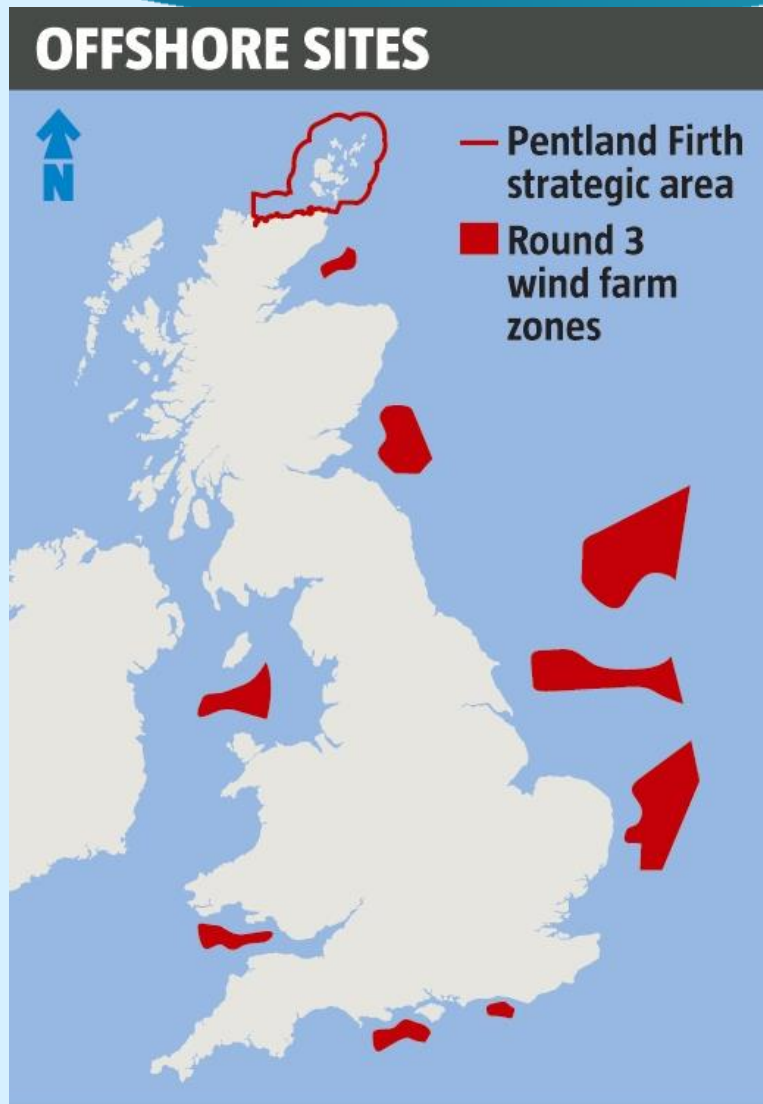 OFFSHORE SITES
N
Pentland Firth
strategic area
Round 3
wind farm
zones